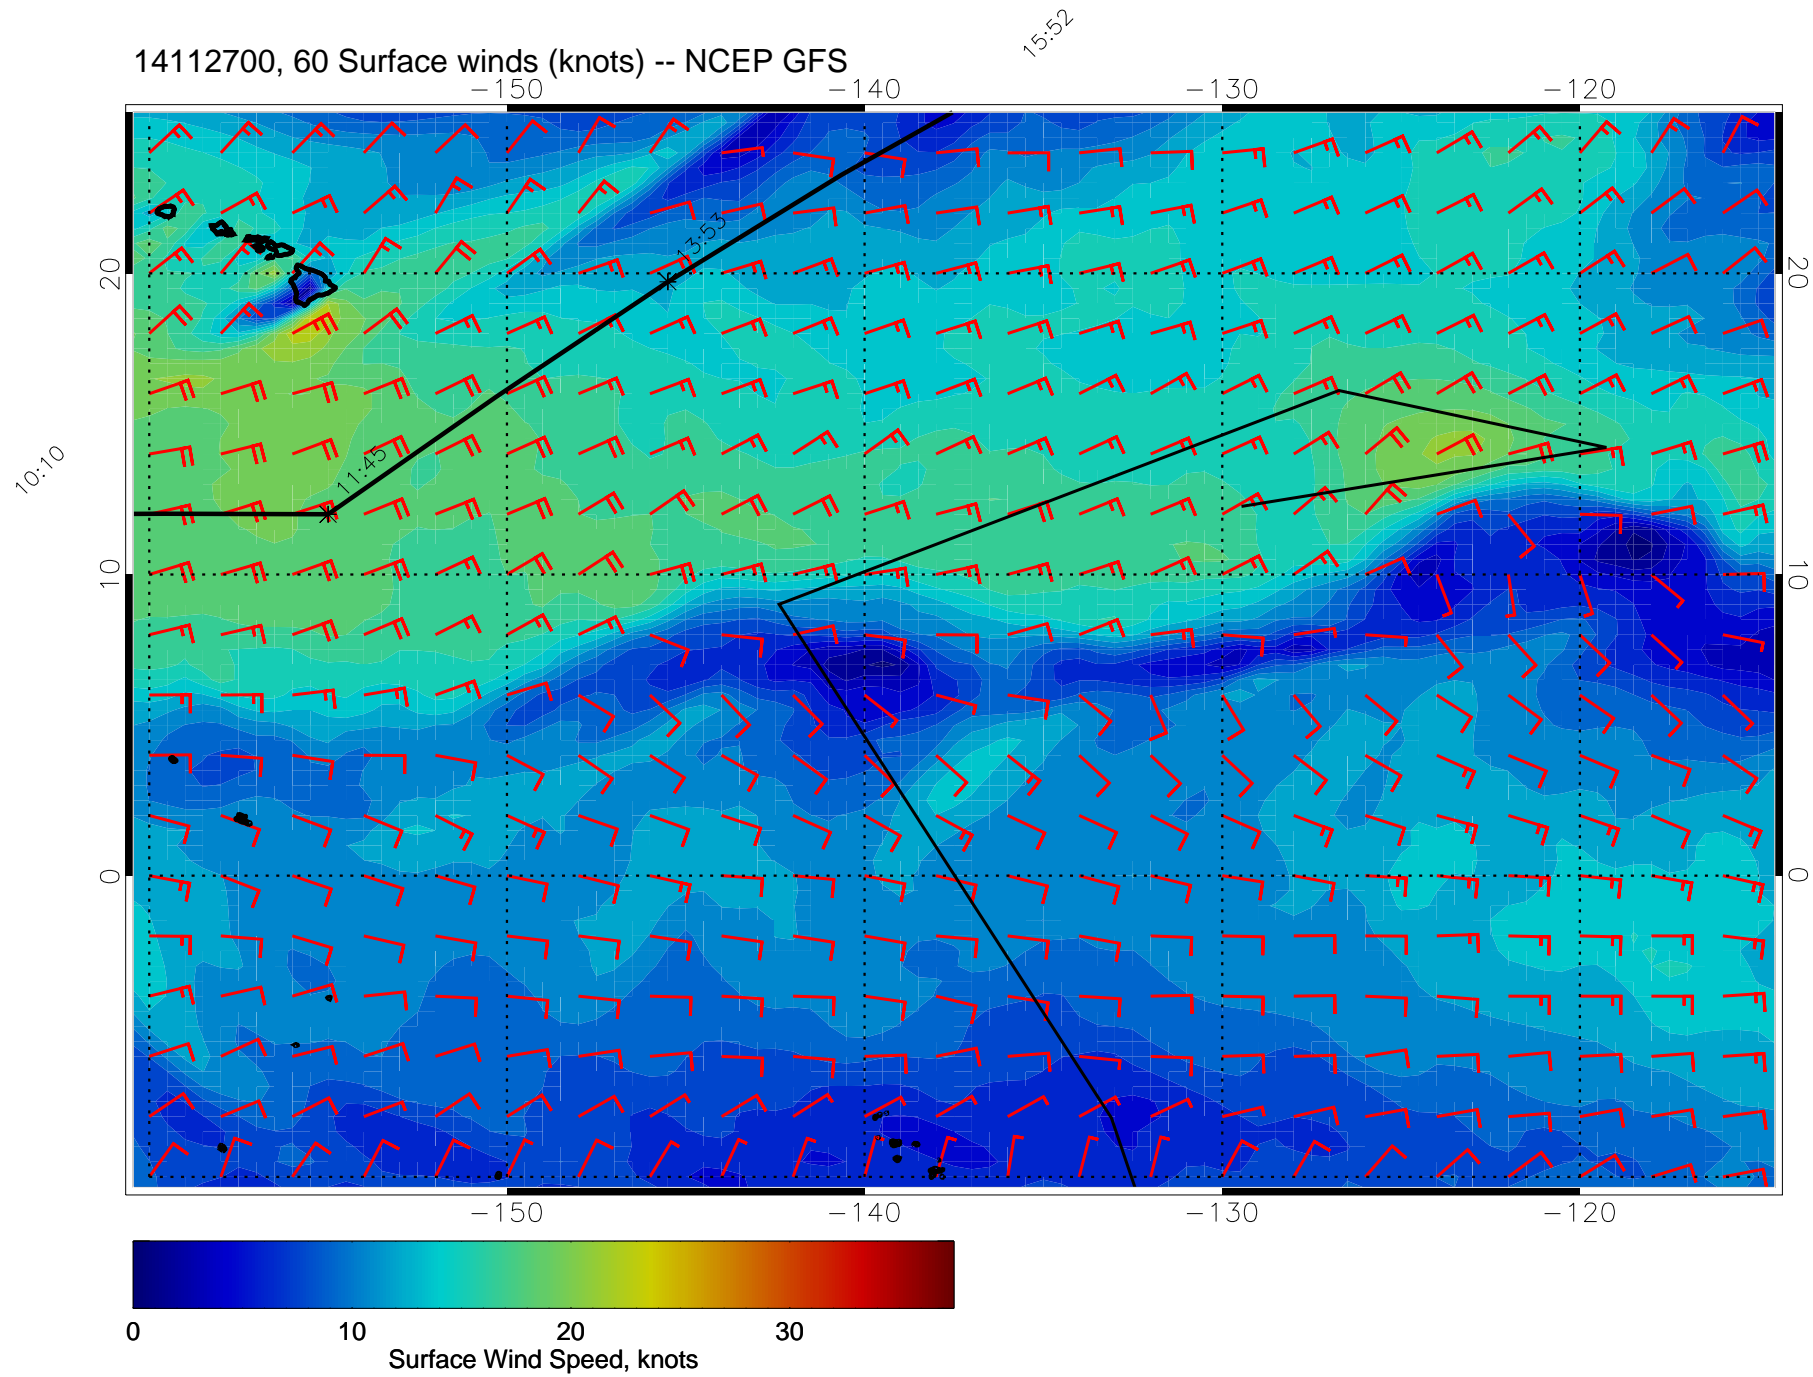 15:52
14112700, 60 Surface winds (knots) -- NCEP GFS
-150 -140 -130 -120
13:53
20 20
11:45
10:10
10 10
0 0
-150 -140 -130 -120
0 10 20 30
Surface Wind Speed, knots